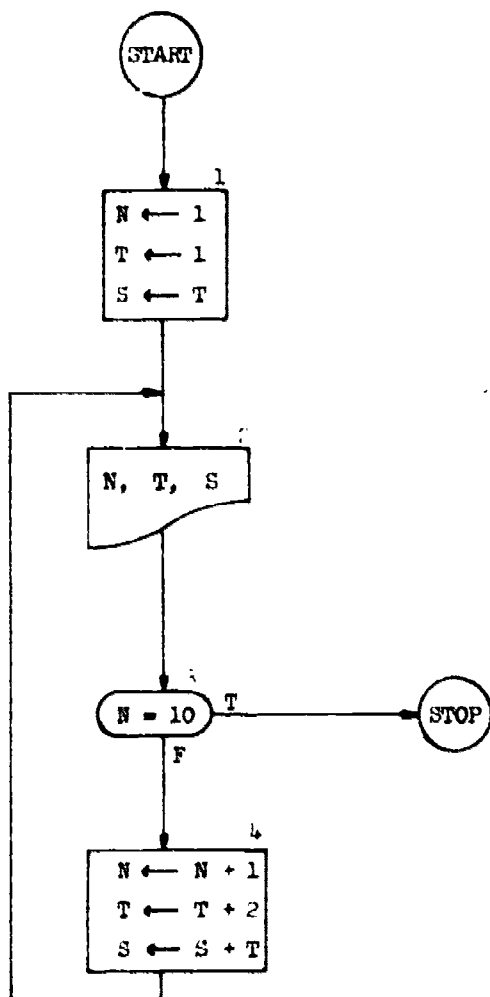 START
1
N ← 1
T ← 1
S ← T
N, T, S
N = 10
T
STOP
F
4
N ← N + 1
T ← T + 2
S ← S + T